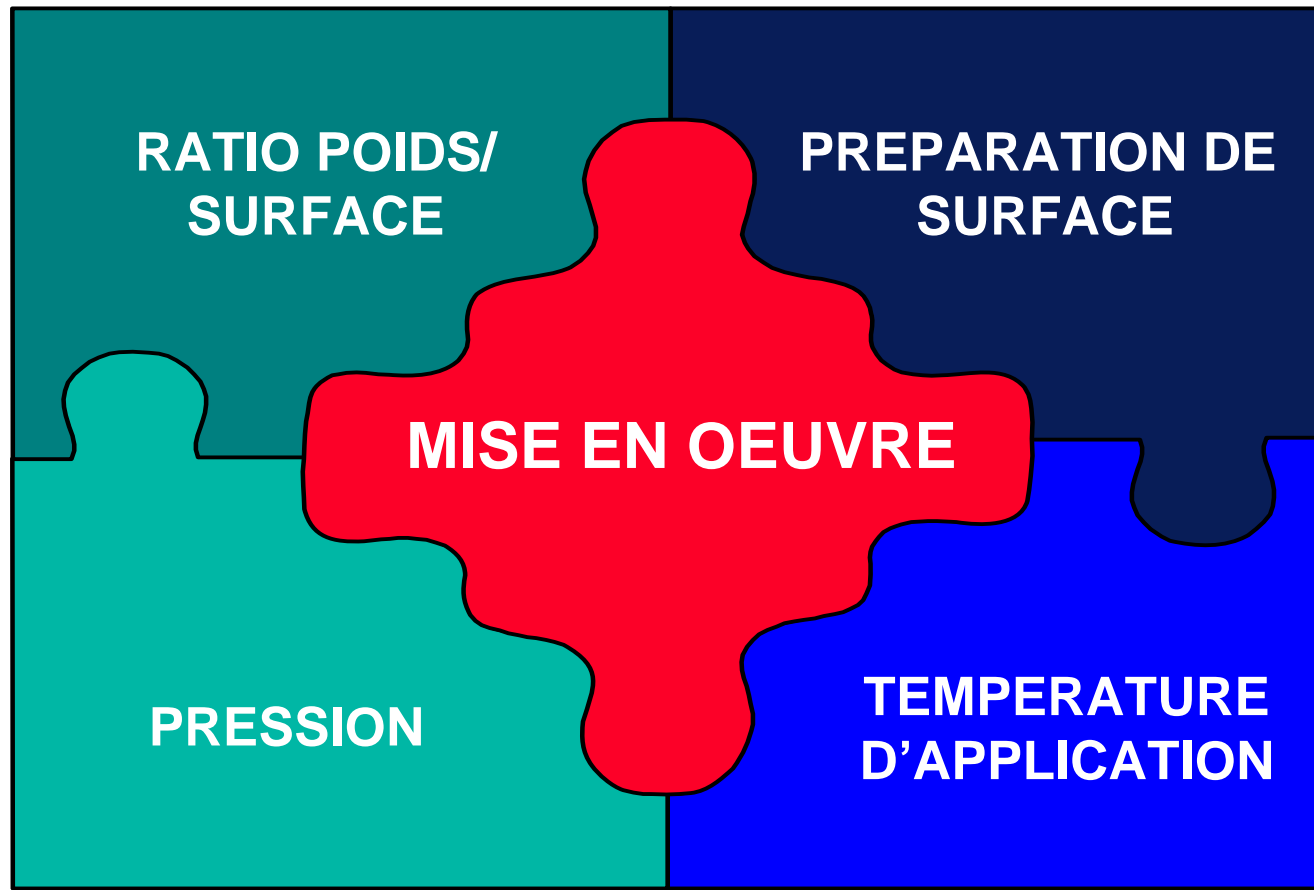 RATIO POIDS/
SURFACE
PREPARATION DE
SURFACE
MISE EN OEUVRE
PRESSION
TEMPERATURE
D’APPLICATION